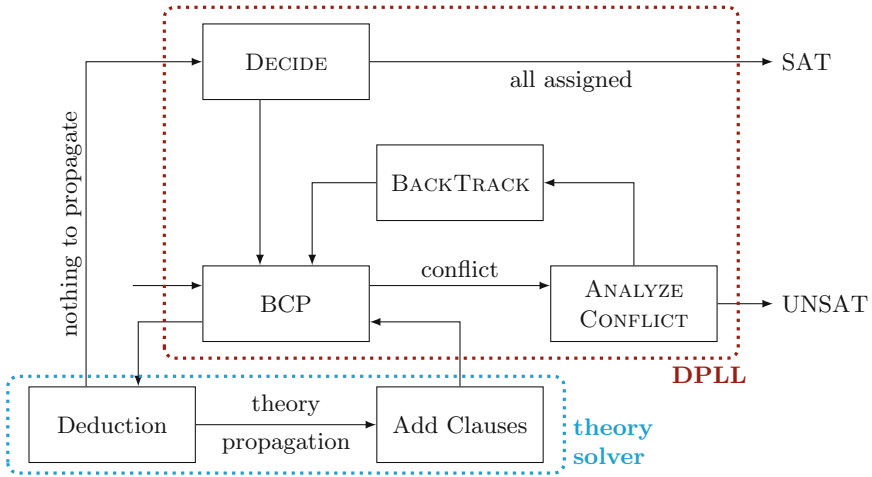 DECIDE
SAT
all assigned
nothing to propagate
BACKTRACK
conflict
BCP
ANALYZE
CONFLICT
UNSAT
DPLL
Deduction
theory
propagation
Add Clauses
theory
solver